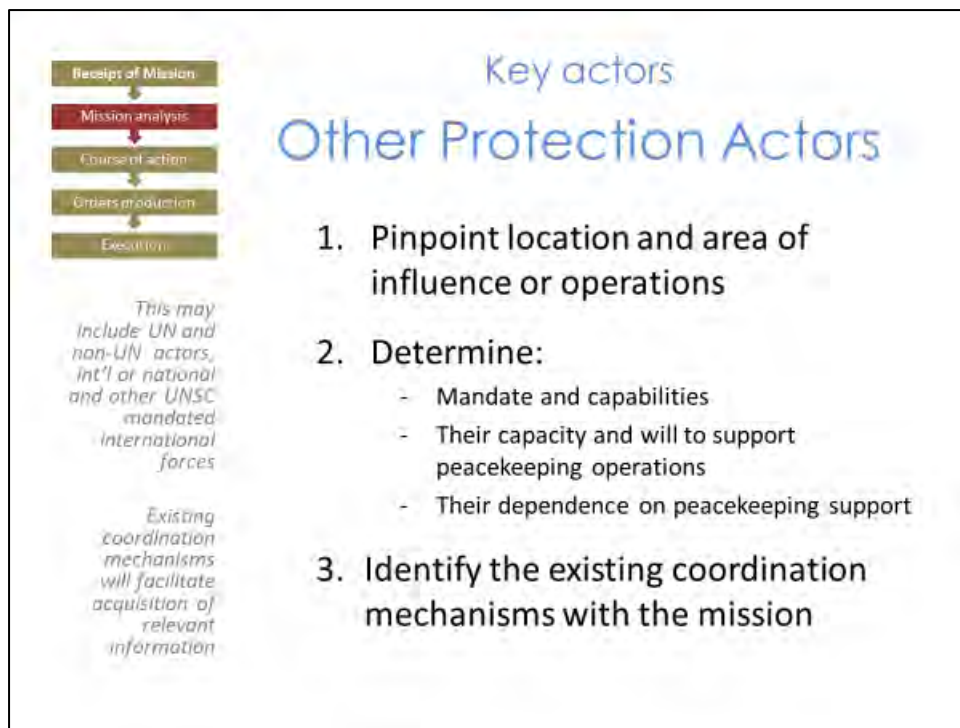 Receipt of Mission
Mission analysis
Course of action
Orders production
Execution
This may
include UN and
non-UN actors,
int'l or national
and other UNSC
mandated
international
forces
Existing
coordination
mechanisms
will facilitate
acquisition of
relevant
information
Key actors
Other Protection Actors
1. Pinpoint location and area of
influence or operations
2. Determine:
- Mandate and capabilities
- Their capacity and will to support
peacekeeping operations
- Their dependence on peacekeeping support
3. Identify the existing coordination
mechanisms with the mission